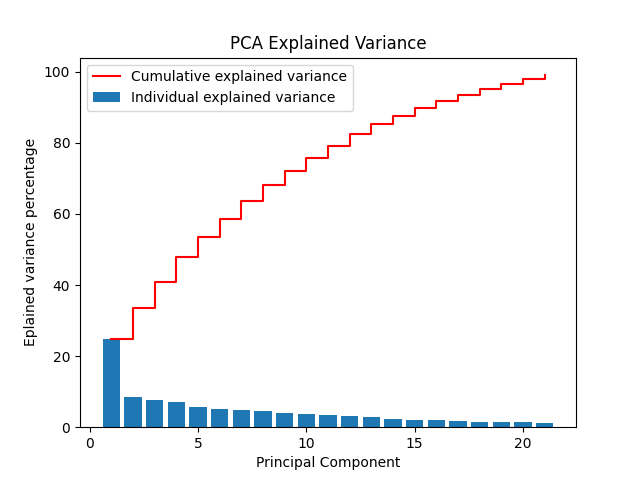 PCA Explained Variance
Cumulative explained variance
Individual explained variance
100
80
60
40
20
0
Eplained variance percentage
0 5 10 15 20
Principal Component